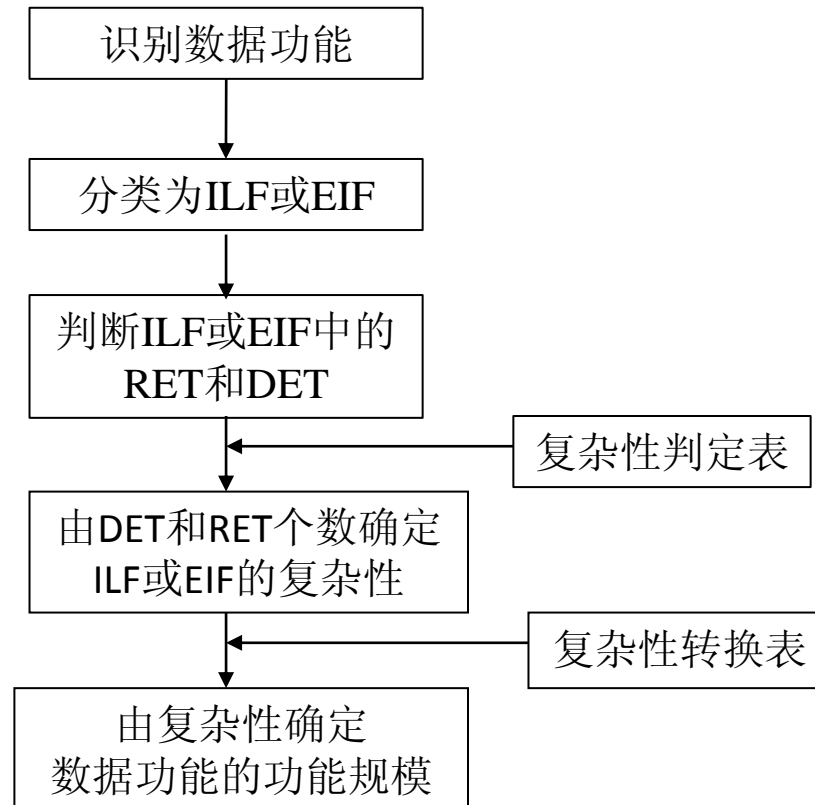 识别数据功能
分类为ILF或EIF
判断ILF或EIF中的
RET和DET
复杂性判定表
由DET和RET个数确定
ILF或EIF的复杂性
复杂性转换表
由复杂性确定
数据功能的功能规模